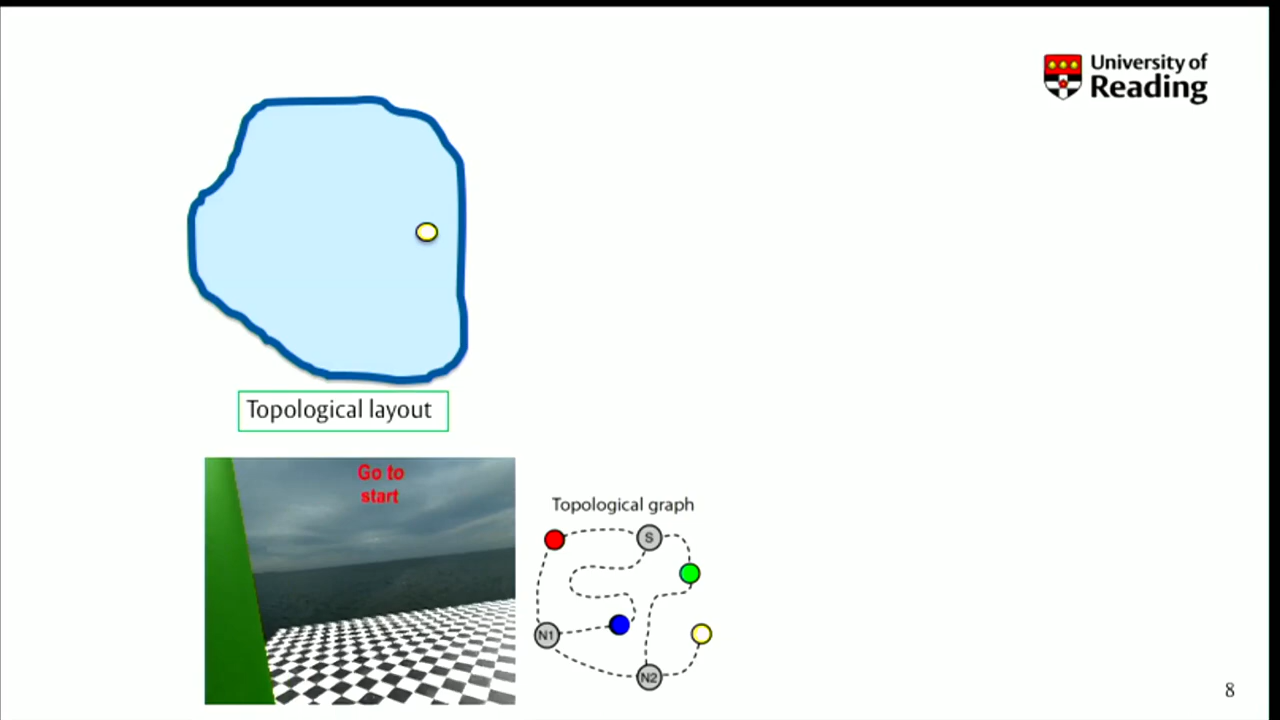 University of
Reading
Topological layout
Go to
start
Topological graph
S
N1
N2
8